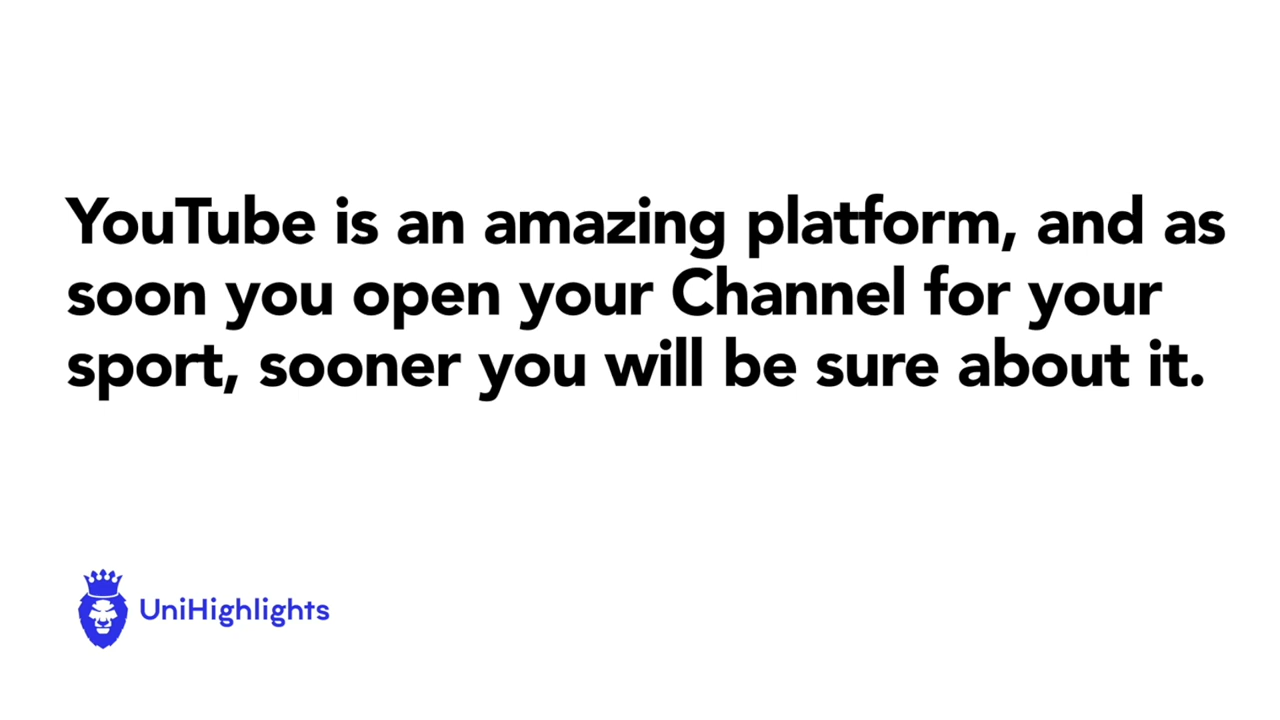 YouTube is an amazing platform, and as
soon you open your Channel for your
sport, sooner you will be sure about it.
UniHighlights